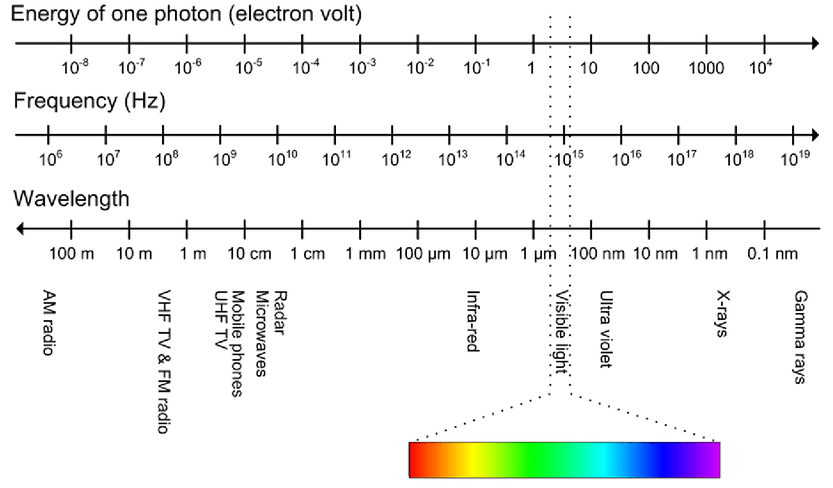 Energy of one photon (electron volt)
10⁻⁸ 10⁻⁷ 10⁻⁶ 10⁻⁵ 10⁻⁴ 10⁻³ 10⁻² 10⁻¹ 1 10 100 1000 10⁴
Frequency (Hz)
10⁶ 10⁷ 10⁸ 10⁹ 10¹⁰ 10¹¹ 10¹² 10¹³ 10¹⁴ 10¹⁵ 10¹⁶ 10¹⁷ 10¹⁸ 10¹⁹
Wavelength
100 m 10 m 1 m 10 cm 1 cm 1 mm 100 µm 10 µm 1 µm 100 nm 10 nm 1 nm 0.1 nm
AM radio
VHF TV & FM radio
UHF TV
Mobile phones
Microwaves
Radar
Infra-red
Visible light
Ultra violet
X-rays
Gamma rays